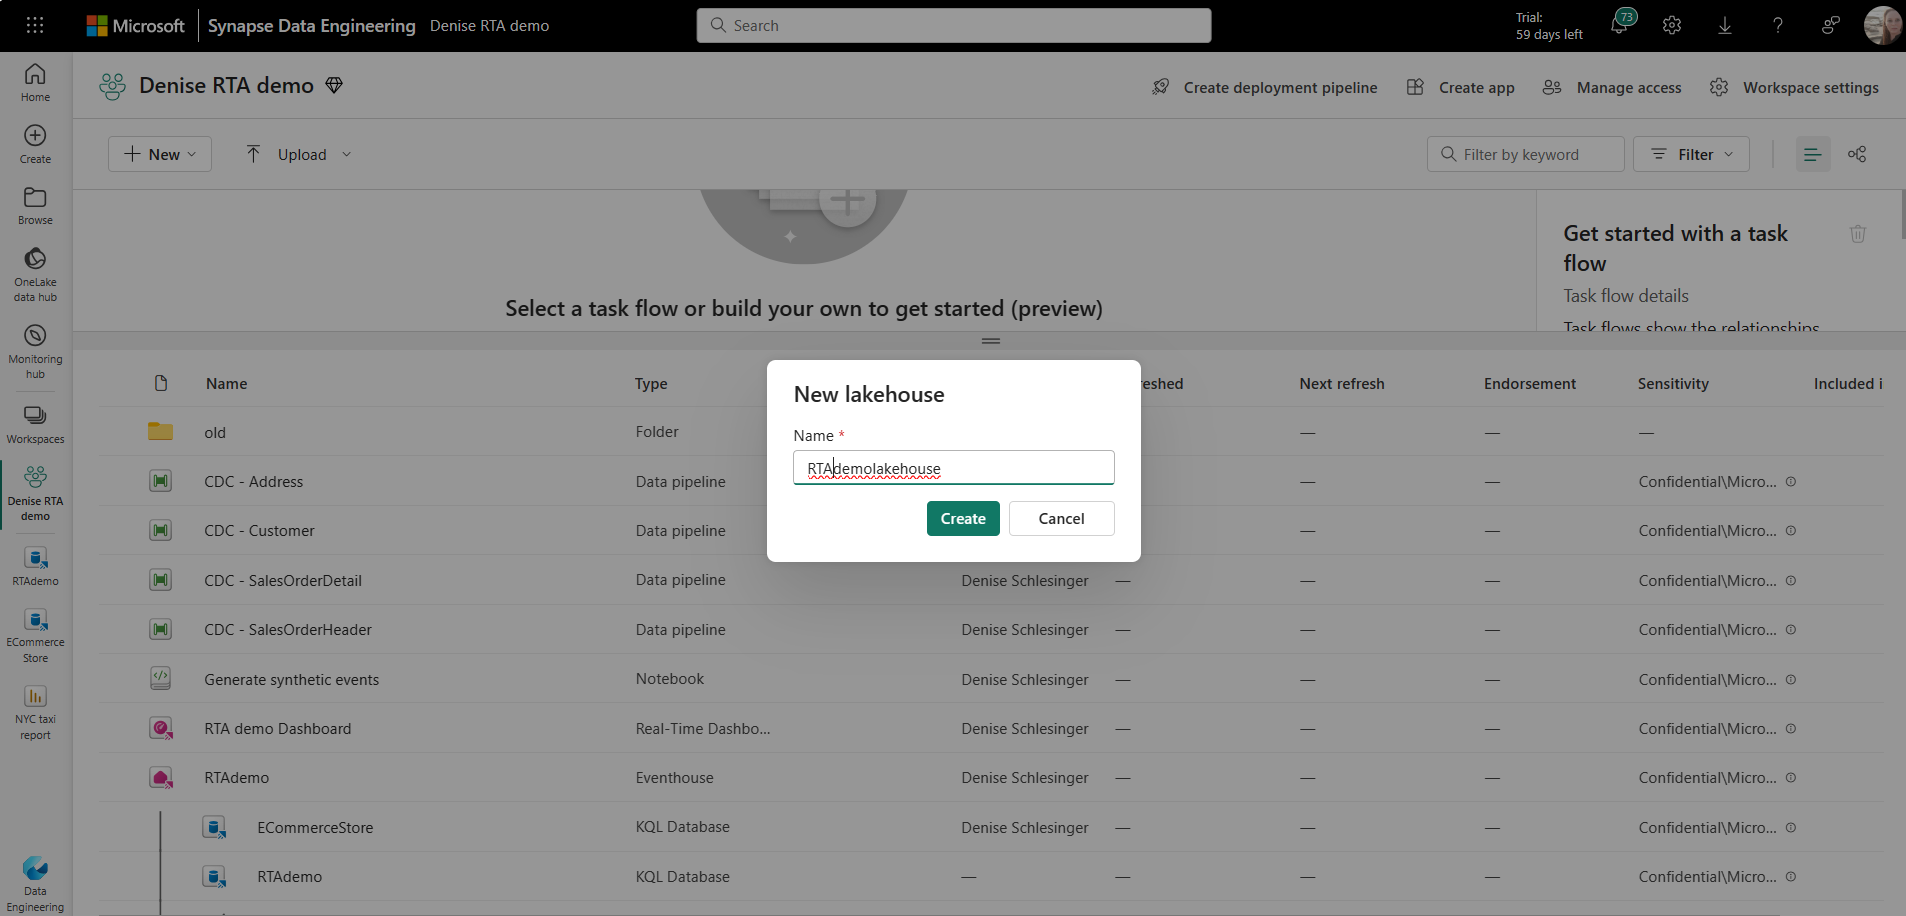 Microsoft
Synapse Data Engineering
Denise RTA demo
Search
Trial:
59 days left
73
Home
Create
Browse
OneLake
data hub
Monitoring
hub
Workspaces
Denise RTA
demo
RTAdemo
ECommerce
Store
NYC taxi
report
Data
Engineering
Denise RTA demo
Create deployment pipeline
Create app
Manage access
Workspace settings
New
Upload
Filter by keyword
Filter
Select a task flow or build your own to get started (preview)
Get started with a task
flow
Task flow details
Task flows show the relationships
Name Type reshed Next refresh Endorsement Sensitivity Included i
old Folder — — —
CDC - Address Data pipeline — — Confidential\Micro...
CDC - Customer Data pipeline — — Confidential\Micro...
CDC - SalesOrderDetail Data pipeline Denise Schlesinger — — — Confidential\Micro...
CDC - SalesOrderHeader Data pipeline Denise Schlesinger — — — Confidential\Micro...
Generate synthetic events Notebook Denise Schlesinger — — — Confidential\Micro...
RTA demo Dashboard Real-Time Dashbo... Denise Schlesinger — — — Confidential\Micro...
RTAdemo Eventhouse Denise Schlesinger — — — Confidential\Micro...
ECommerceStore KQL Database Denise Schlesinger — — — Confidential\Micro...
RTAdemo KQL Database — — — — Confidential\Micro...
New lakehouse
Name *
RTAdemolakehouse
Create
Cancel